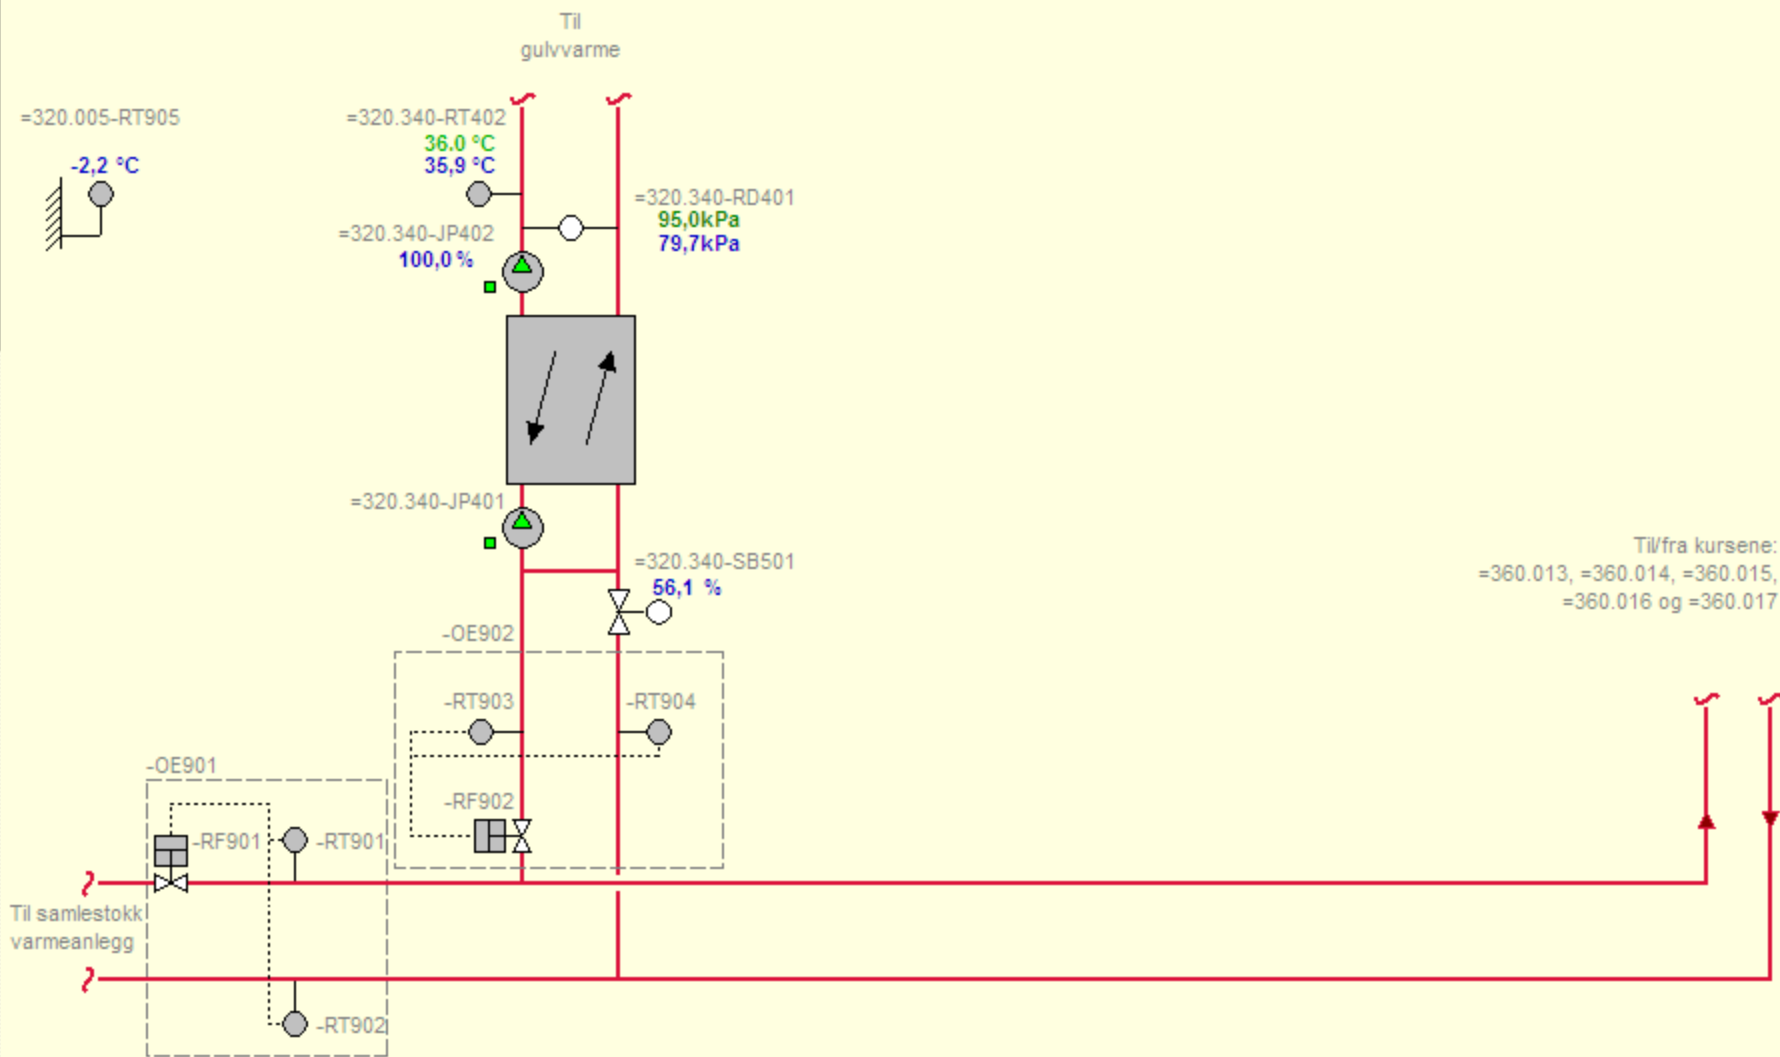 Til
gulvvarme
=320.005-RT905
-2,2 °C
=320.340-RT402
36.0 °C
35,9 °C
=320.340-RD401
95,0kPa
79,7kPa
=320.340-JP402
100,0 %
=320.340-JP401
=320.340-SB501
56,1 %
Til/fra kursene:
=360.013, =360.014, =360.015,
=360.016 og =360.017
-OE902
-RT903
-RT904
-OE901
-RF902
-RF901
-RT901
Til samlestokk
varmeanlegg
-RT902